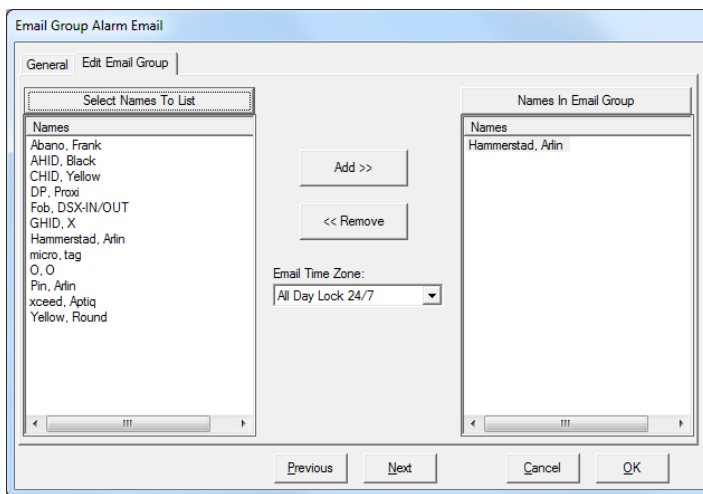 Email Group Alarm Email
General Edit Email Group
Select Names To List
Names
Abano, Frank
AHID, Black
CHID, Yellow
DP, Proxi
Fob, DSX-IN/OUT
GHID, X
Hammerstad, Arlin
micro, tag
O, O
Pin, Arlin
xceed, Aptiq
Yellow, Round
Add >>
<< Remove
Email Time Zone:
All Day Lock 24/7
Names In Email Group
Names
Hammerstad, Arlin
Previous Next Cancel OK